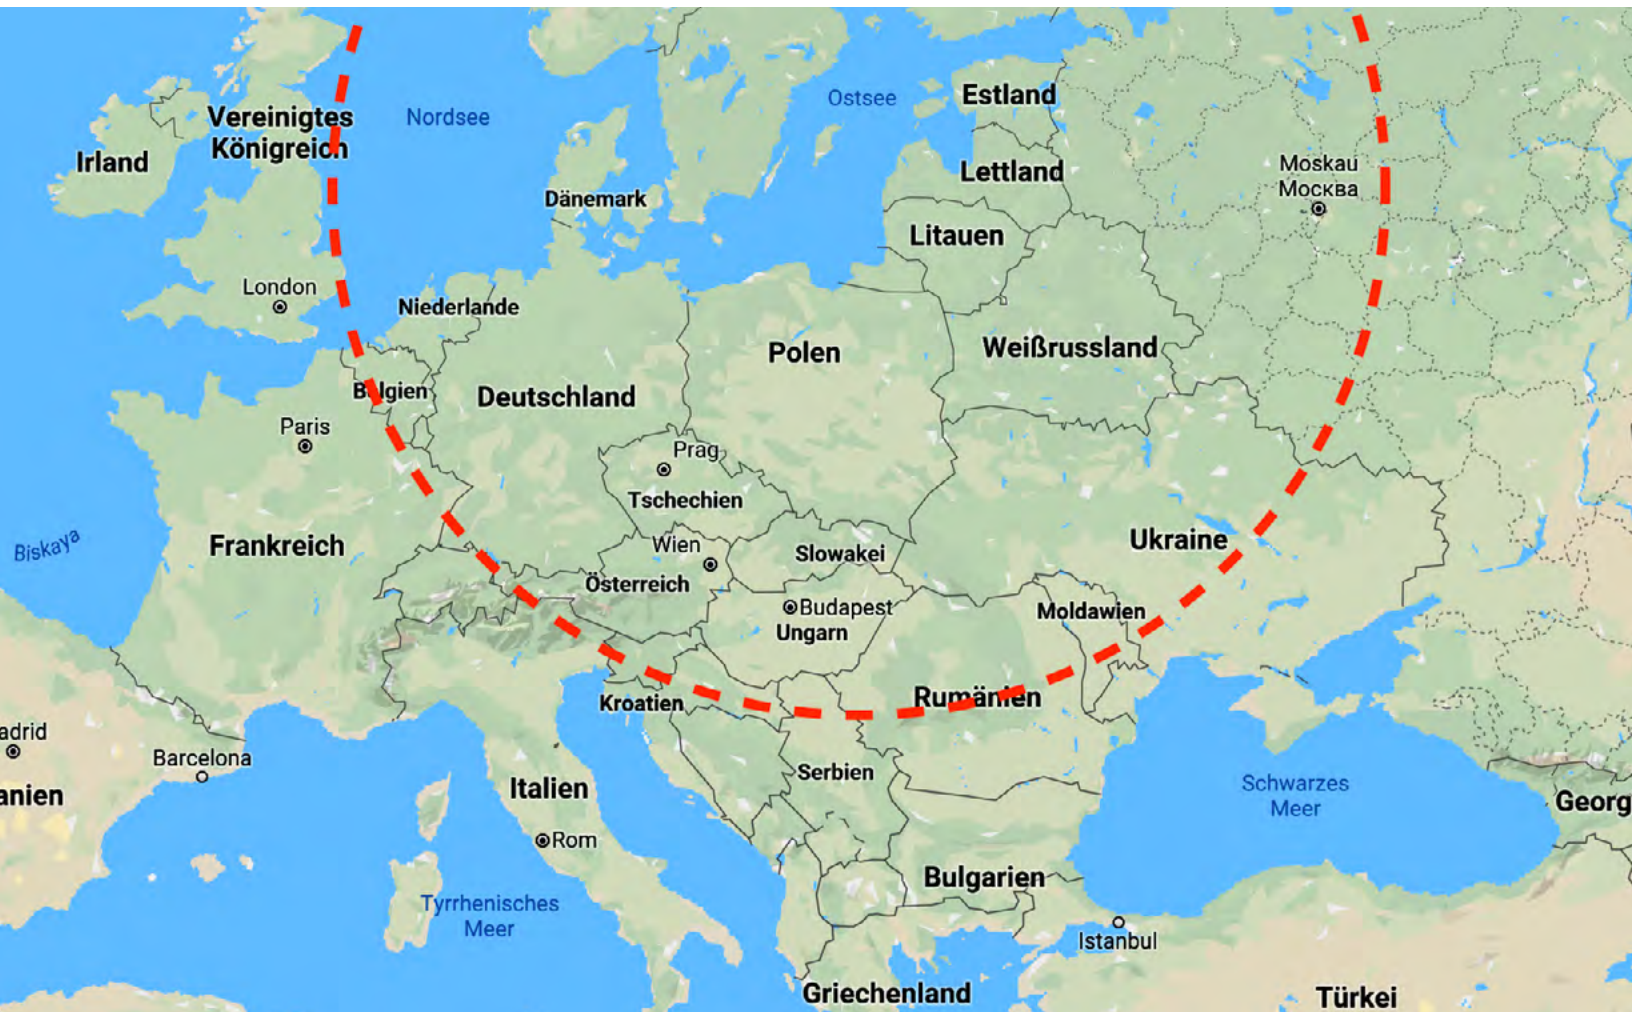 Nordsee
Ostsee
Estland
Vereinigtes
Königreich
Irland
Moskau
Москва
Lettland
Dänemark
Litauen
London
Niederlande
Weißrussland
Polen
Belgien
Deutschland
Paris
Prag
Tschechien
Biskaya
Frankreich
Wien
Slowakei
Ukraine
Österreich
Budapest
Ungarn
Moldawien
Rumänien
Kroatien
adrid
Barcelona
Serbien
Italien
anien
Schwarzes
Meer
Georg
Rom
Bulgarien
Tyrrhenisches
Meer
Istanbul
Griechenland
Türkei